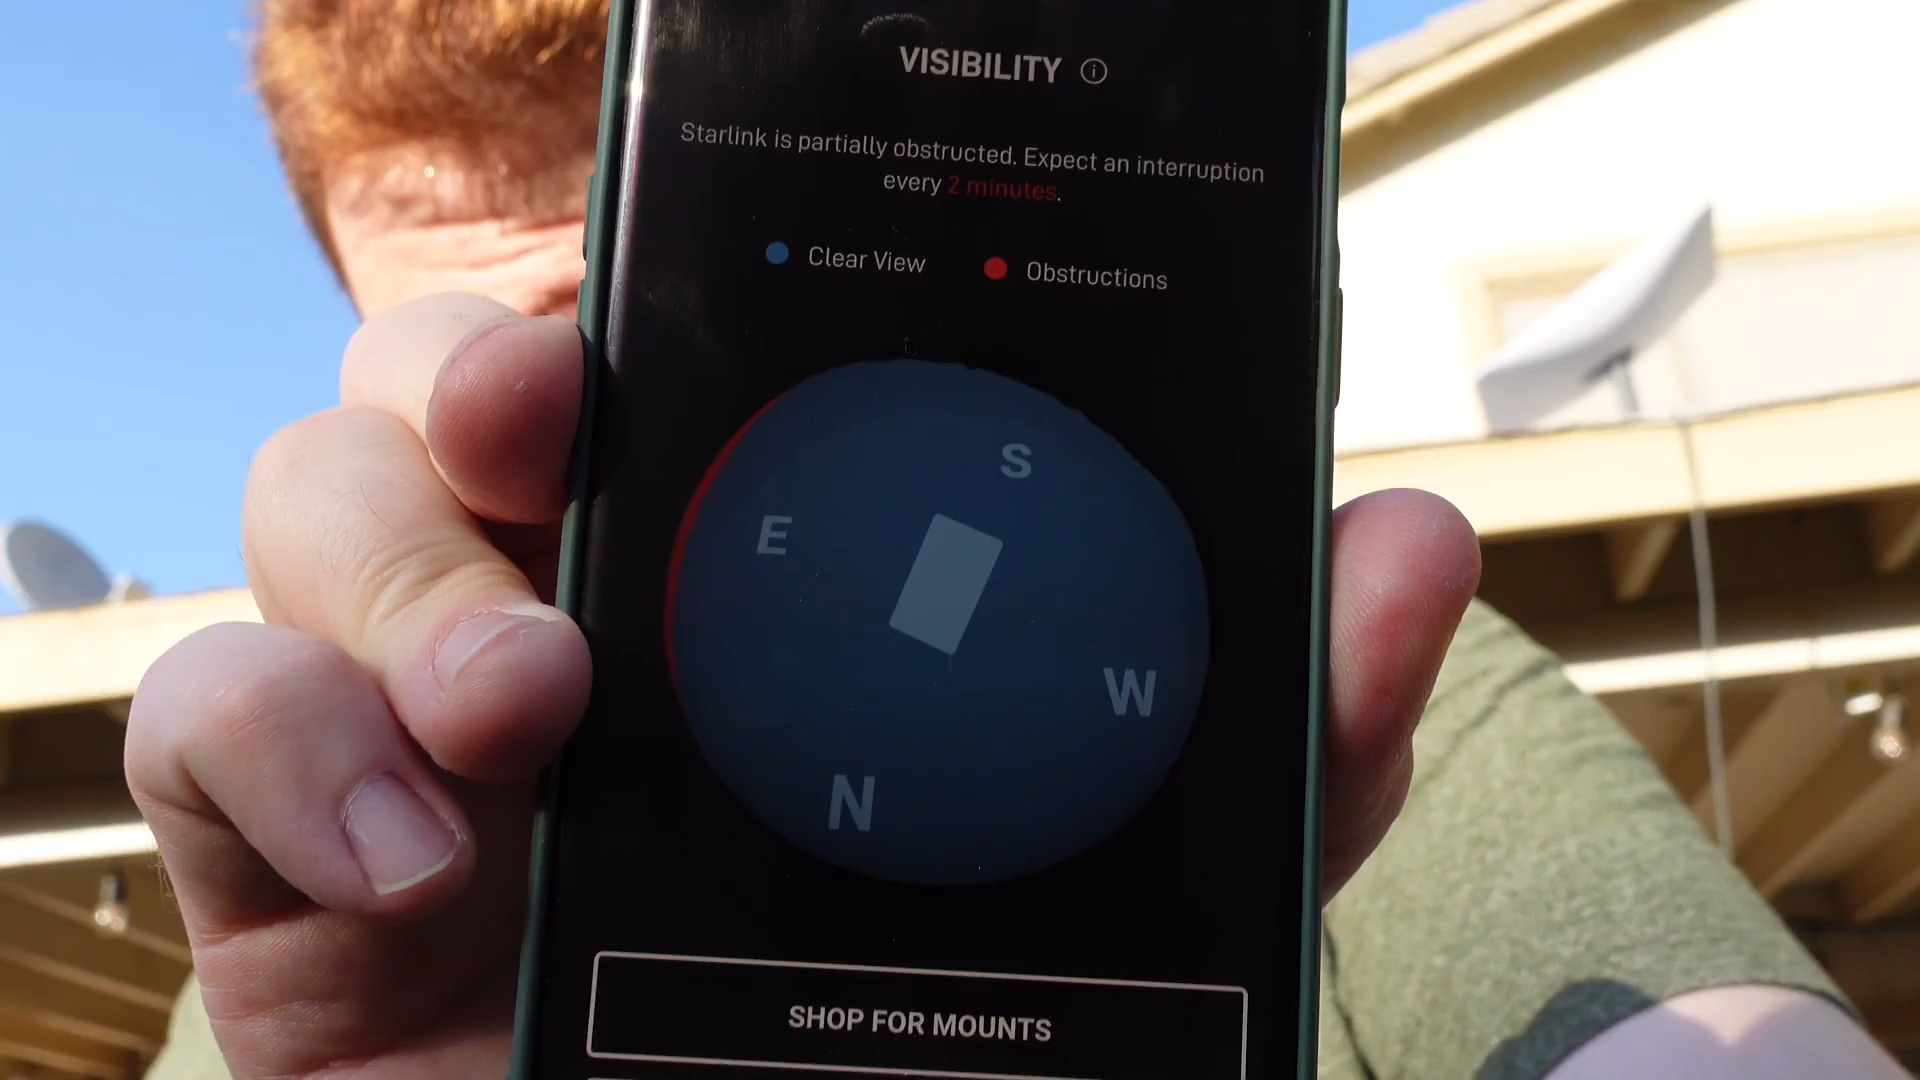 VISIBILITY
Starlink is partially obstructed. Expect an interruption
every 2 minutes.
Clear View
Obstructions
S
E
W
N
SHOP FOR MOUNTS